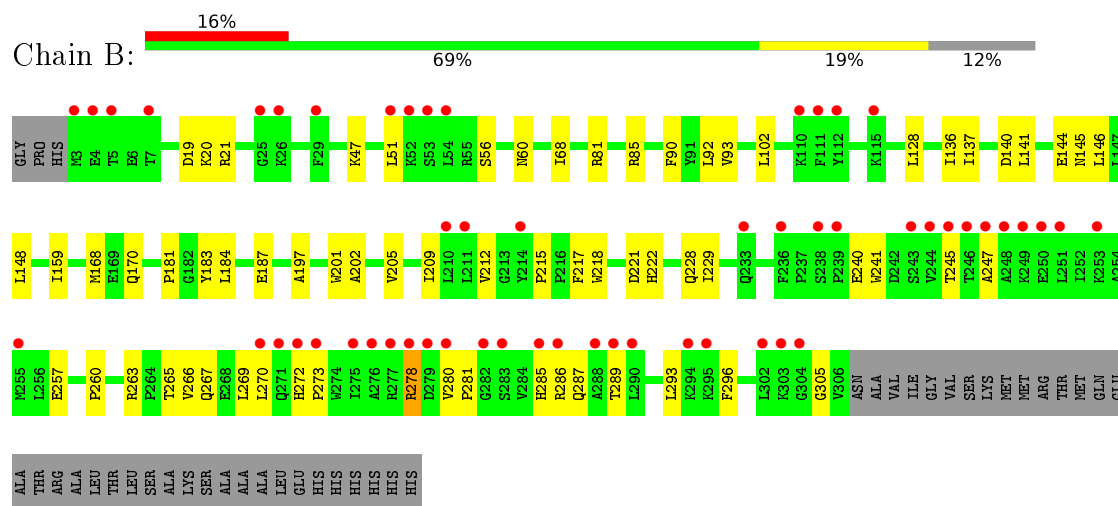 16%
Chain B:
69% 19% 12%
GLY PRO HIS M3 E4 T5 E6 I7 D19 K20 R21 G25 K26 F29 K47 L51 K52 S53 L54 R55 S56 N60 I68 R81 R85 F90 Y91 L92 V93 L102 K110 F111 Y112 K115 L128 I136 I137 D140 L141 E144 N145 L146 L147
L148 I159 M168 E169 Q170 P181 G182 Y183 L184 E187 A197 W201 A202 V205 I209 L210 L211 V212 G213 Y214 P215 P216 F217 W218 D221 H222 Q228 I229 Q233 F236 P237 S238 P239 E240 W241 D242 S243 V244 T245 T246 A247 A248 K249 E250 L251 I252 K253 A254
M255 L256 E257 P260 R263 P264 T265 V266 Q267 E268 L269 L270 Q271 H272 P273 W274 I275 A276 R277 R278 D279 V280 P281 G282 S283 V284 H285 R286 Q287 A288 T289 L290 L293 K294 K295 F296 L302 K303 G304 G305 V306 ASN ALA VAL ILE GLY VAL SER LYS MET MET ARG THR MET GLN GLU
ALA THR ARG ALA LEU THR LEU SER ALA LYS SER ALA ALA ALA LEU GLU HIS HIS HIS HIS HIS HIS